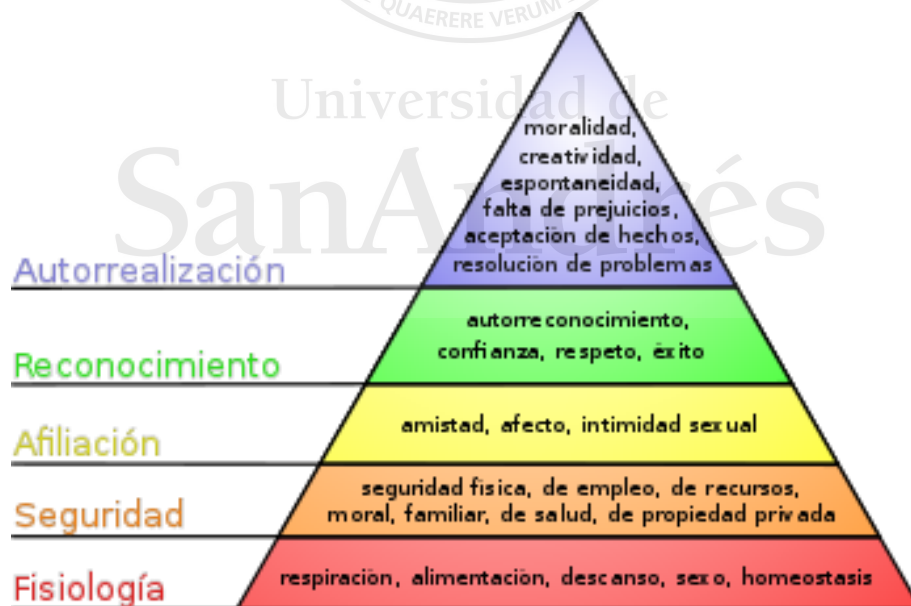 QUAERERE VERUM
Universidad de
SanAndrés
moralidad,
creatividad,
espontaneidad,
falta de prejuicios,
aceptación de hechos,
resolución de problemas
Autorrealización
autorreconocimiento,
confianza, respeto, éxito
Reconocimiento
amistad, afecto, intimidad sexual
Afiliación
seguridad física, de empleo, de recursos,
moral, familiar, de salud, de propiedad privada
Seguridad
respiración, alimentación, descanso, sexo, homeostasis
Fisiología